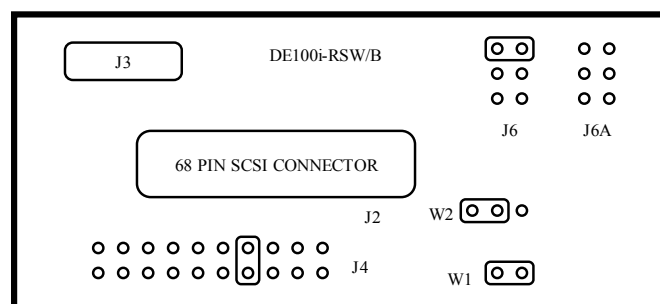 J3
DE100i-RSW/B
J6
J6A
68 PIN SCSI CONNECTOR
J2
W2
J4
W1